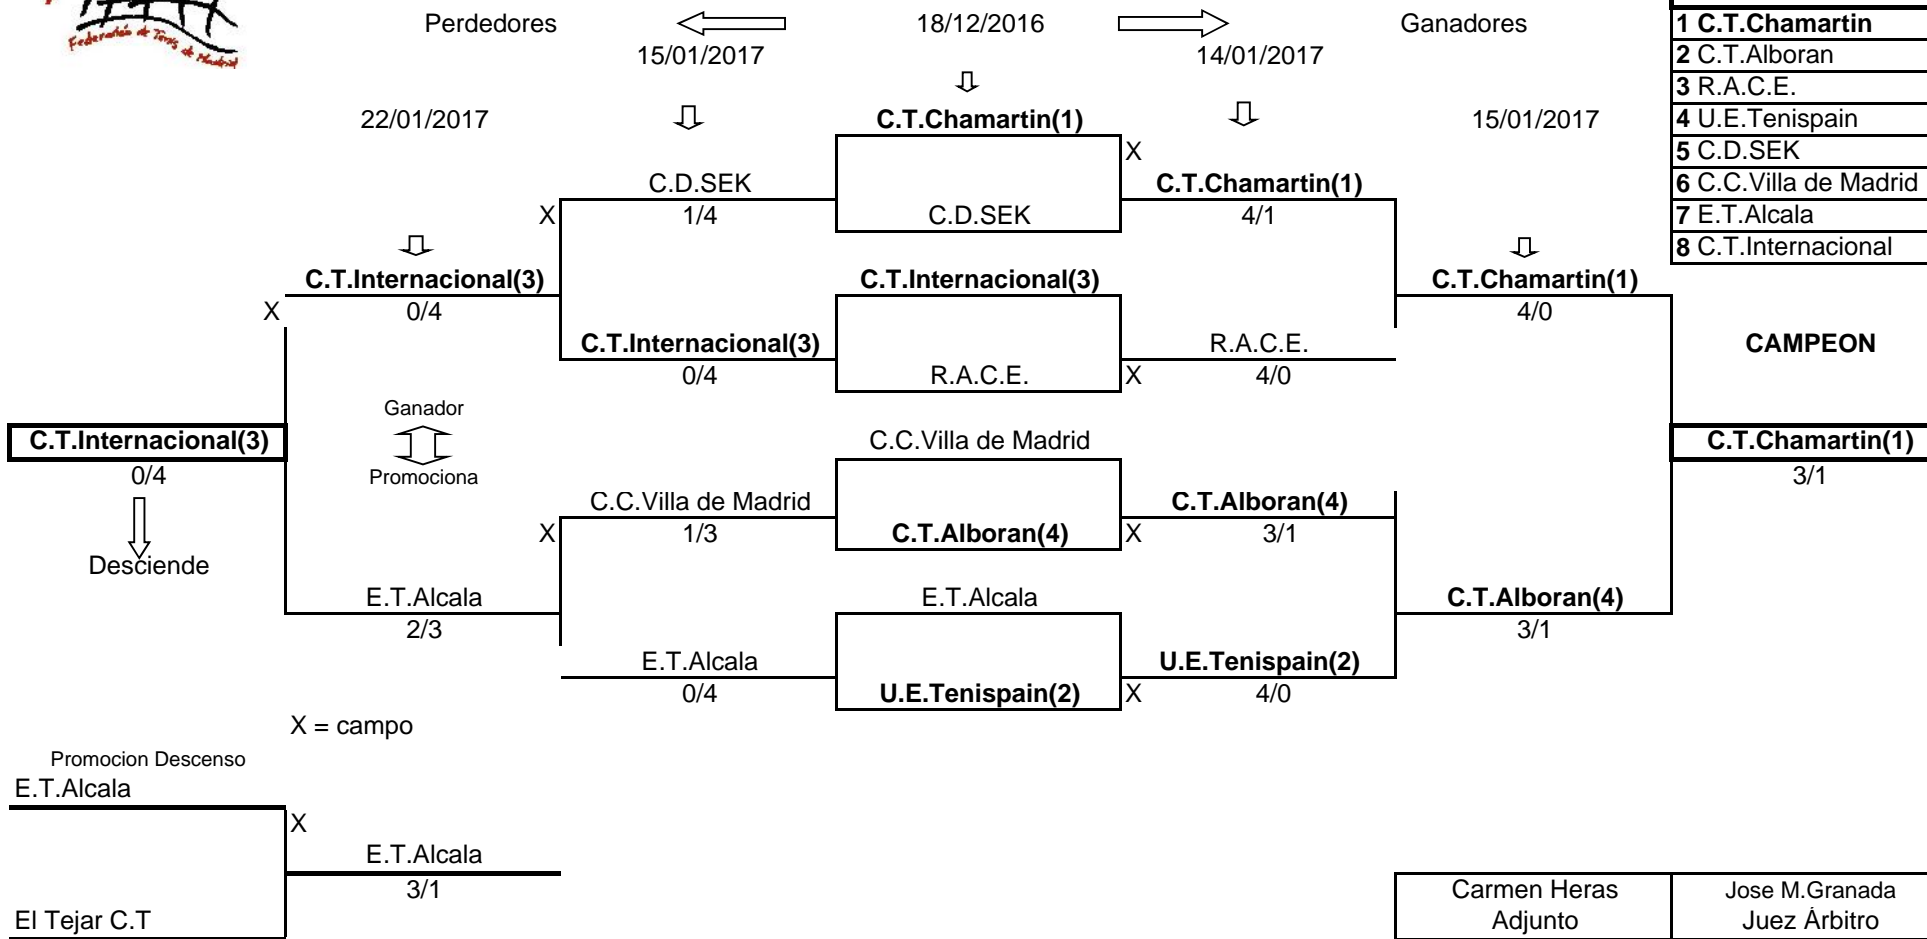 Federación de Tenis de Madrid
Perdedores 18/12/2016 Ganadores
1 C.T.Chamartin
15/01/2017 14/01/2017
2 C.T.Alboran
3 R.A.C.E.
22/01/2017 C.T.Chamartin(1) 15/01/2017
4 U.E.Tenispain
X
5 C.D.SEK
C.D.SEK C.T.Chamartin(1)
6 C.C.Villa de Madrid
X 1/4 C.D.SEK 4/1
7 E.T.Alcala
8 C.T.Internacional
C.T.Internacional(3) C.T.Internacional(3) C.T.Chamartin(1)
X 0/4 4/0
C.T.Internacional(3) R.A.C.E. CAMPEON
0/4 R.A.C.E. X 4/0
Ganador
C.T.Internacional(3) C.C.Villa de Madrid C.T.Chamartin(1)
0/4 Promociona 3/1
C.C.Villa de Madrid C.T.Alboran(4)
X 1/3 C.T.Alboran(4) X 3/1
Desciende
E.T.Alcala E.T.Alcala C.T.Alboran(4)
2/3 3/1
E.T.Alcala U.E.Tenispain(2)
0/4 U.E.Tenispain(2) X 4/0
X = campo
Promocion Descenso
E.T.Alcala
X
E.T.Alcala
3/1
El Tejar C.T
Carmen Heras Jose M.Granada
Adjunto Juez Árbitro